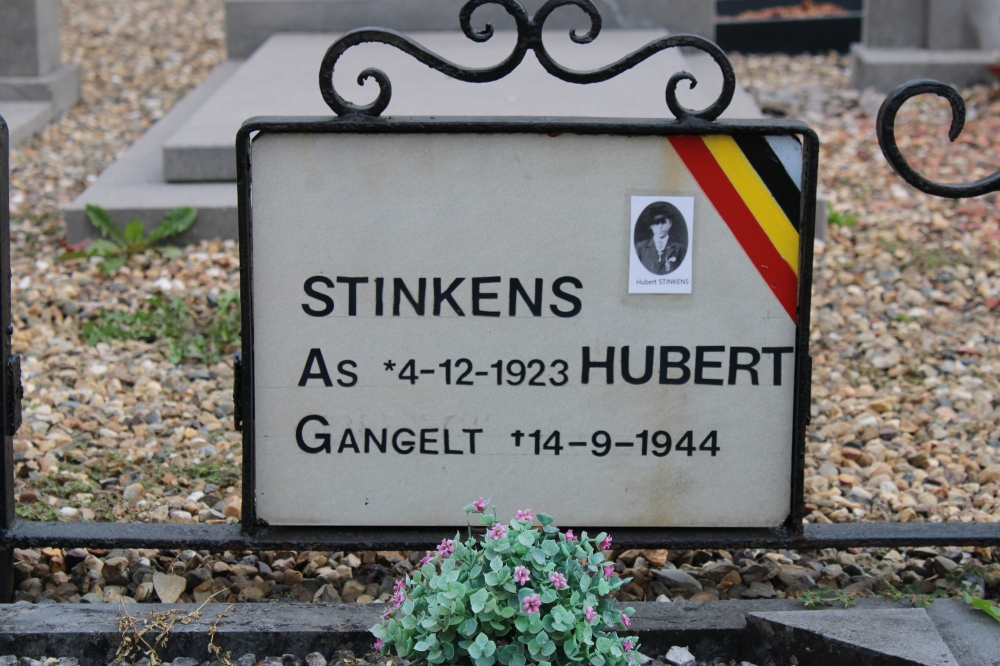 Hubert STINKENS
STINKENS
As *4-12-1923 HUBERT
GANGELT †14-9-1944